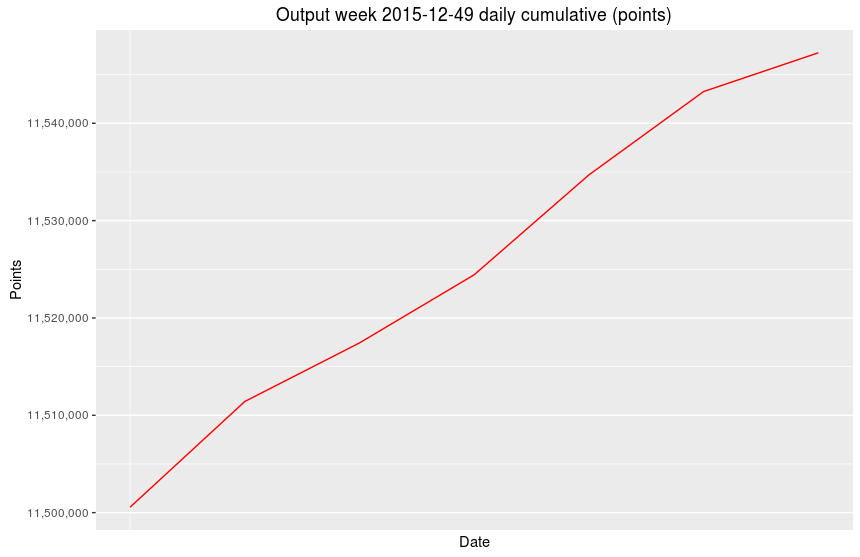 Output week 2015-12-49 daily cumulative (points)
11,540,000
11,530,000
11,520,000
11,510,000
11,500,000
Points
Date